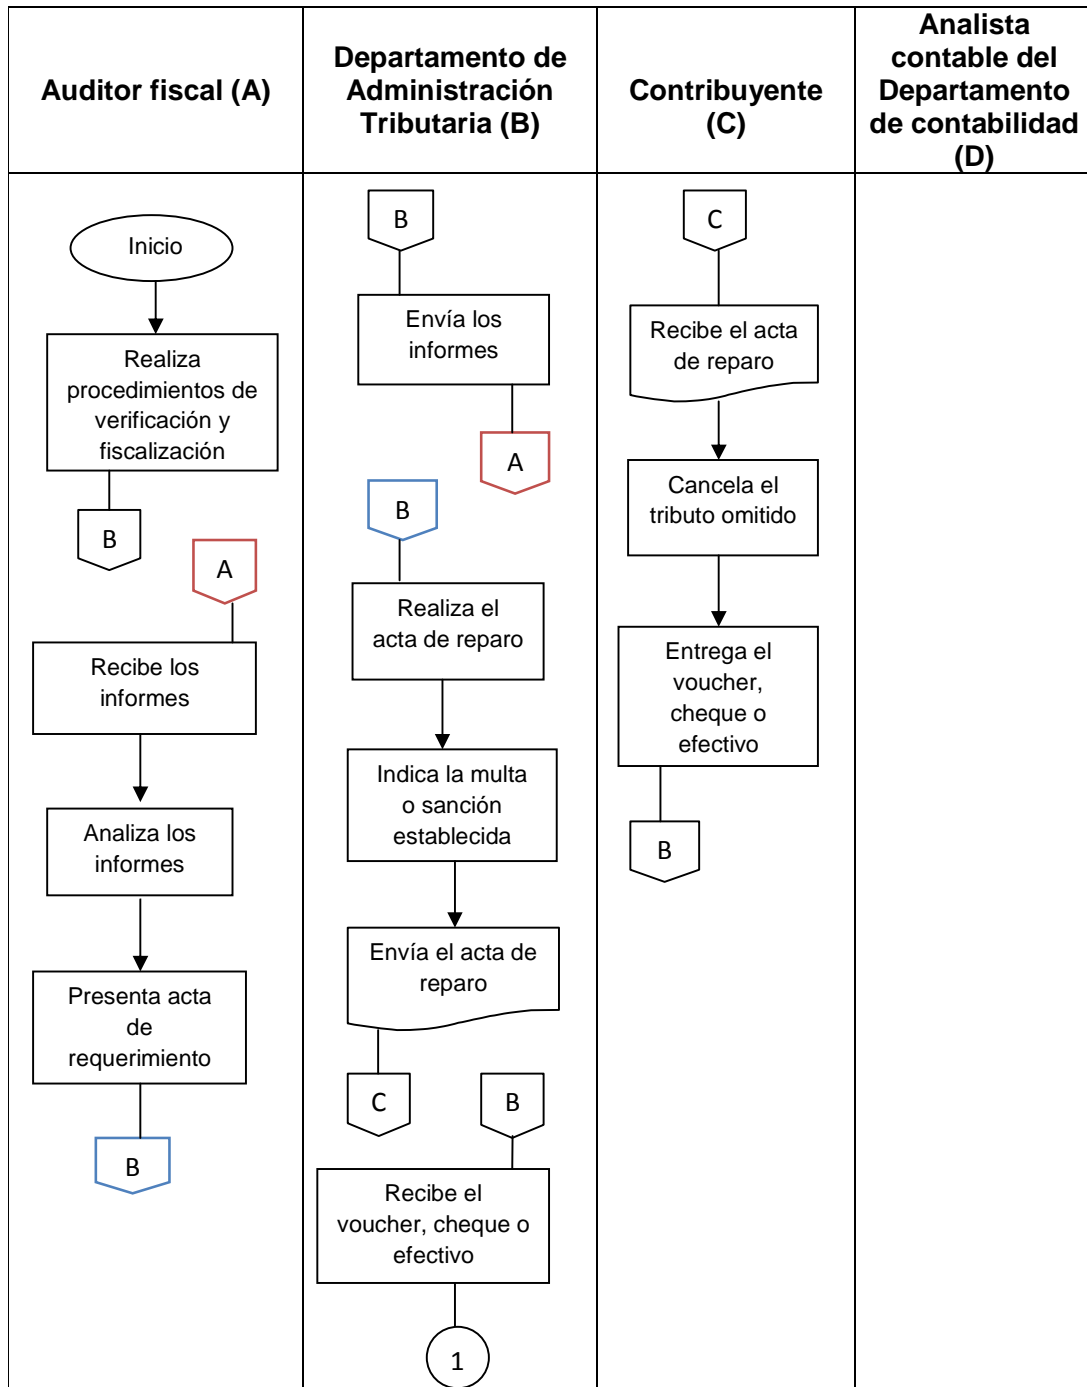 Auditor fiscal (A)
Departamento de
Administración
Tributaria (B)
Contribuyente
(C)
Analista
contable del
Departamento
de contabilidad
(D)
Inicio
Realiza
procedimientos de
verificación y
fiscalización
B
A
Recibe los
informes
Analiza los
informes
Presenta acta
de
requerimiento
B
B
Envía los
informes
A
B
Realiza el
acta de reparo
Indica la multa
o sanción
establecida
Envía el acta de
reparo
C
B
Recibe el
voucher, cheque o
efectivo
1
C
Recibe el acta
de reparo
Cancela el
tributo omitido
Entrega el
voucher,
cheque o
efectivo
B